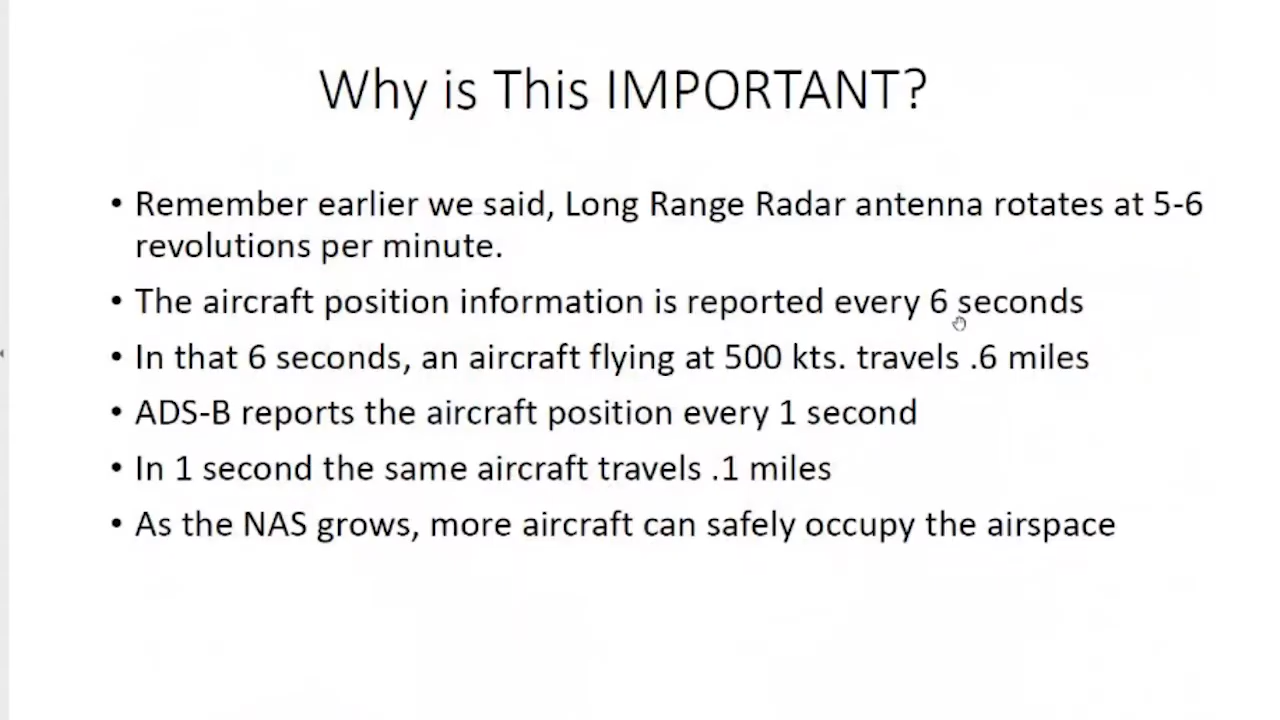 Why is This IMPORTANT?
• Remember earlier we said, Long Range Radar antenna rotates at 5-6
revolutions per minute.
• The aircraft position information is reported every 6 seconds
• In that 6 seconds, an aircraft flying at 500 kts. travels .6 miles
• ADS-B reports the aircraft position every 1 second
• In 1 second the same aircraft travels .1 miles
• As the NAS grows, more aircraft can safely occupy the airspace